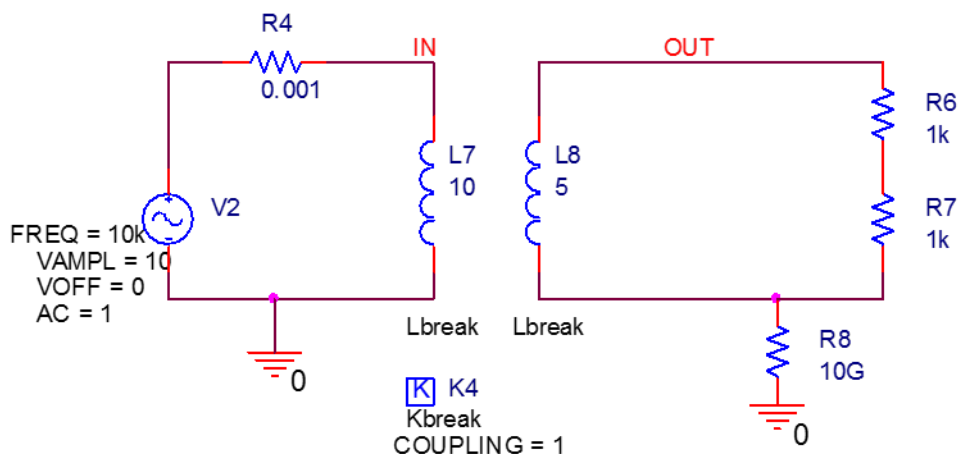 R4
0.001
IN
OUT
R6
1k
L7
10
L8
5
V2
R7
1k
FREQ = 10k
VAMPL = 10
VOFF = 0
AC = 1
Lbreak
Lbreak
R8
10G
0
K
K4
Kbreak
COUPLING = 1
0